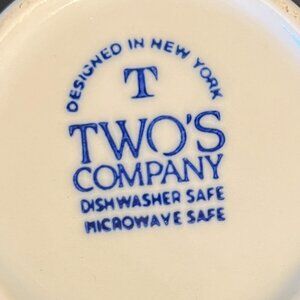 DESIGNED IN NEW YORK
T
TWO'S
COMPANY
DISHWASHER SAFE
MICROWAVE SAFE